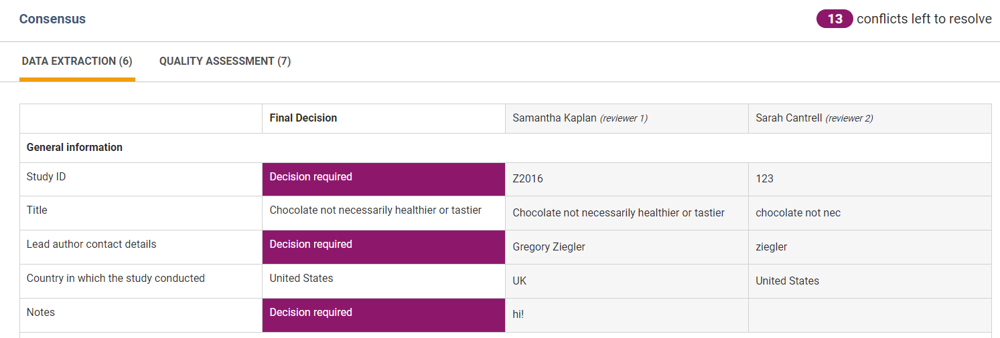 Consensus
13 conflicts left to resolve
DATA EXTRACTION (6) QUALITY ASSESSMENT (7)
Final Decision Samantha Kaplan (reviewer 1) Sarah Cantrell (reviewer 2)
General information
Study ID Decision required Z2016 123
Title Chocolate not necessarily healthier or tastier Chocolate not necessarily healthier or tastier chocolate not nec
Lead author contact details Decision required Gregory Ziegler ziegler
Country in which the study conducted United States UK United States
Notes Decision required hi!